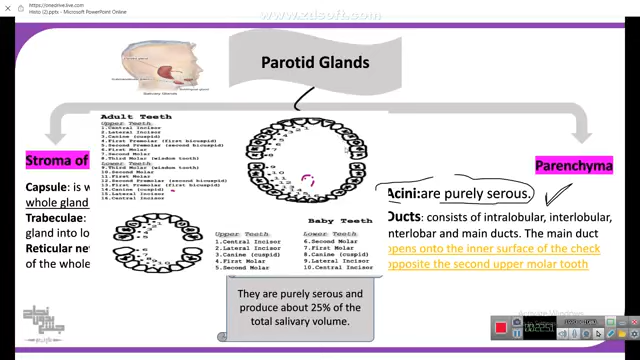 https://onedrive.live.com
Histo (2).pptx - Microsoft PowerPoint Online
www.zdsoft.com
Parotid Glands
Salivary Glands
Adult Teeth
Upper Teeth
1.Central Incisor
2.Lateral Incisor
3.Canine (cuspid)
4.First Premolar (first bicuspid)
5.Second Premolar (second bicuspid)
6.First Molar
7.Second Molar
8.Third Molar (wisdom tooth)
Lower Teeth
9.Third Molar (wisdom tooth)
10.Second Molar
11.First Molar
12.Second Premolar (second bicuspid)
13.First Premolar (first bicuspid)
14.Canine (cuspid)
15.Lateral Incisor
16.Central Incisor
Baby Teeth
Upper Teeth
1.Central Incisor
2.Lateral Incisor
3.Canine (cuspid)
4.First Molar
5.Second Molar
Lower Teeth
6.Second Molar
7.First Molar
8.Canine (cuspid)
9.Lateral Incisor
10.Central Incisor
Stroma of
Capsule: is w
whole gland
Trabeculae:
gland into lo
Reticular ne
of the whole
Parenchyma
Acini: are purely serous.
Ducts: consists of intralobular, interlobular,
interlobar and main ducts. The main duct
opens onto the inner surface of the check
opposite the second upper molar tooth
They are purely serous and
produce about 25% of the
total salivary volume.
Activate Windows
00:22:51